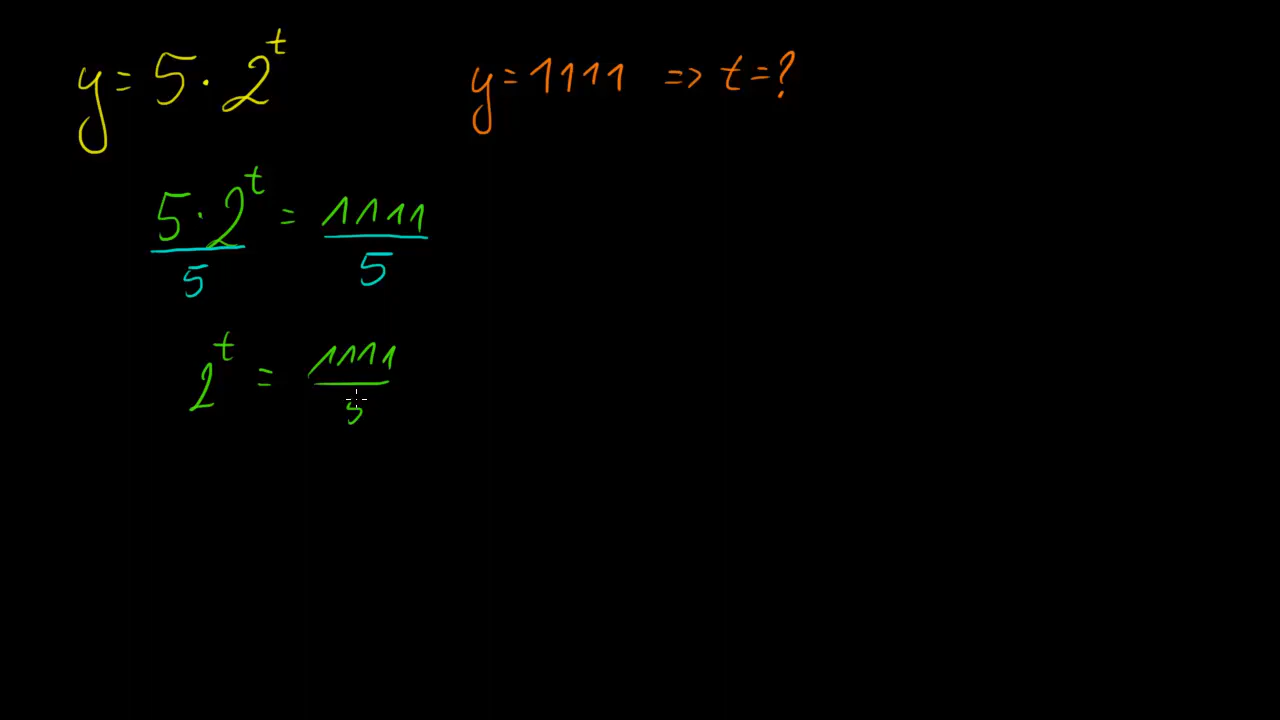 y = 5 · 2^t
y = 1111 => t = ?
5 · 2^t / 5 = 1111 / 5
2^t = 1111 / 5